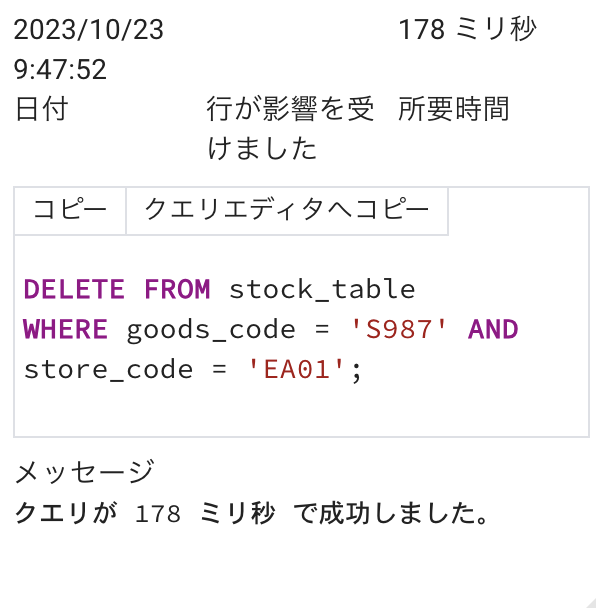 2023/10/23 178 ミリ秒
9:47:52
日付 行が影響を受 所要時間
けました
コピー クエリエディタへコピー
DELETE FROM stock_table
WHERE goods_code = 'S987' AND
store_code = 'EA01';
メッセージ
クエリが 178 ミリ秒 で成功しました。